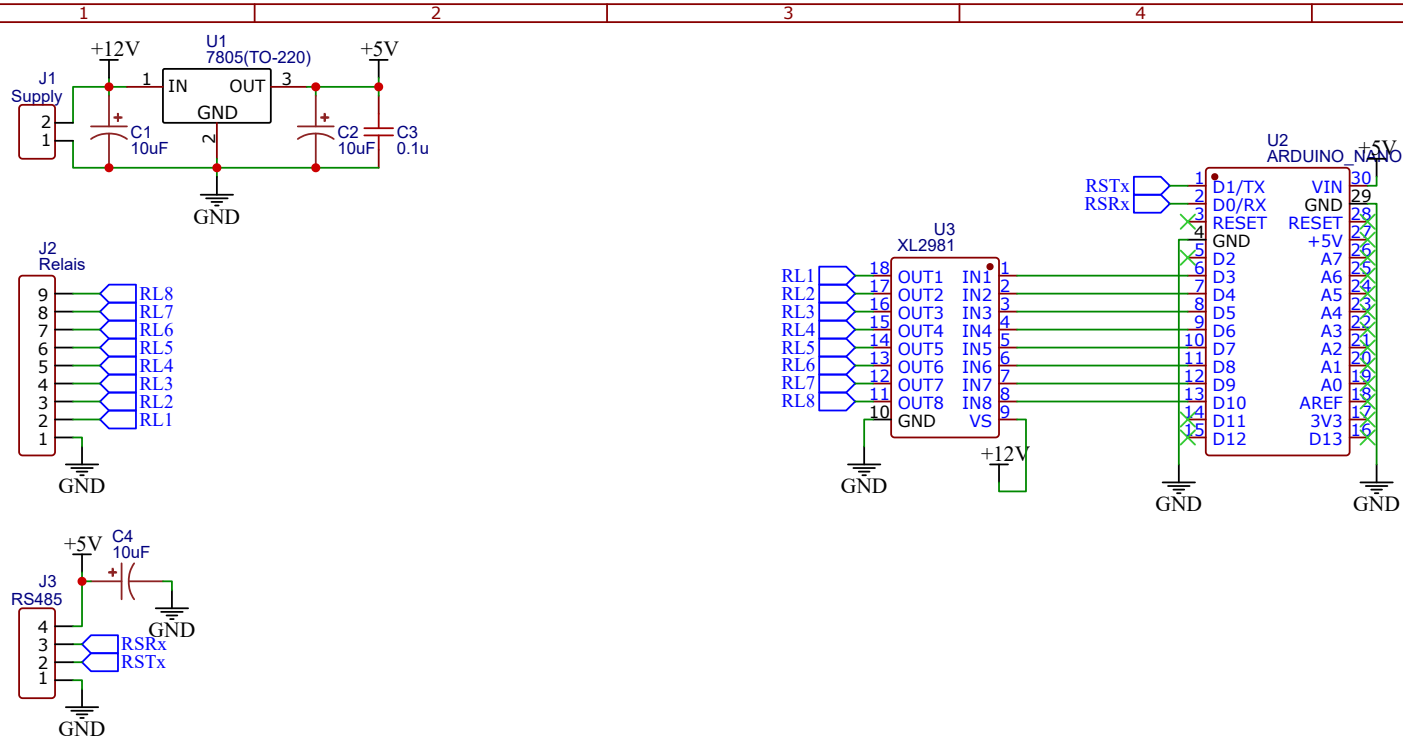 1 2 3 4
+12V
U1
7805(TO-220)
+5V
J1
Supply
1 IN OUT 3
GND
2
2
1
C1
10uF
C2
10uF
C3
0.1u
GND
J2
Relais
9 RL8
8 RL7
7 RL6
6 RL5
5 RL4
4 RL3
3 RL2
2 RL1
1
GND
+5V
C4
10uF
GND
J3
RS485
4
3 RSRx
2 RSTx
1
GND
U3
XL2981
RL1 18 OUT1 IN1 1
RL2 17 OUT2 IN2 2
RL3 16 OUT3 IN3 3
RL4 15 OUT4 IN4 4
RL5 14 OUT5 IN5 5
RL6 13 OUT6 IN6 6
RL7 12 OUT7 IN7 7
RL8 11 OUT8 IN8 8
10 GND VS 9
+12V
GND
U2
ARDUINO_NANO
+5V
RSTx 1 D1/TX VIN 30
RSRx 2 D0/RX GND 29
3 RESET RESET 28
4 GND +5V 27
5 D2 A7 26
6 D3 A6 25
7 D4 A5 24
8 D5 A4 23
9 D6 A3 22
10 D7 A2 21
11 D8 A1 20
12 D9 A0 19
13 D10 AREF 18
14 D11 3V3 17
15 D12 D13 16
GND
GND